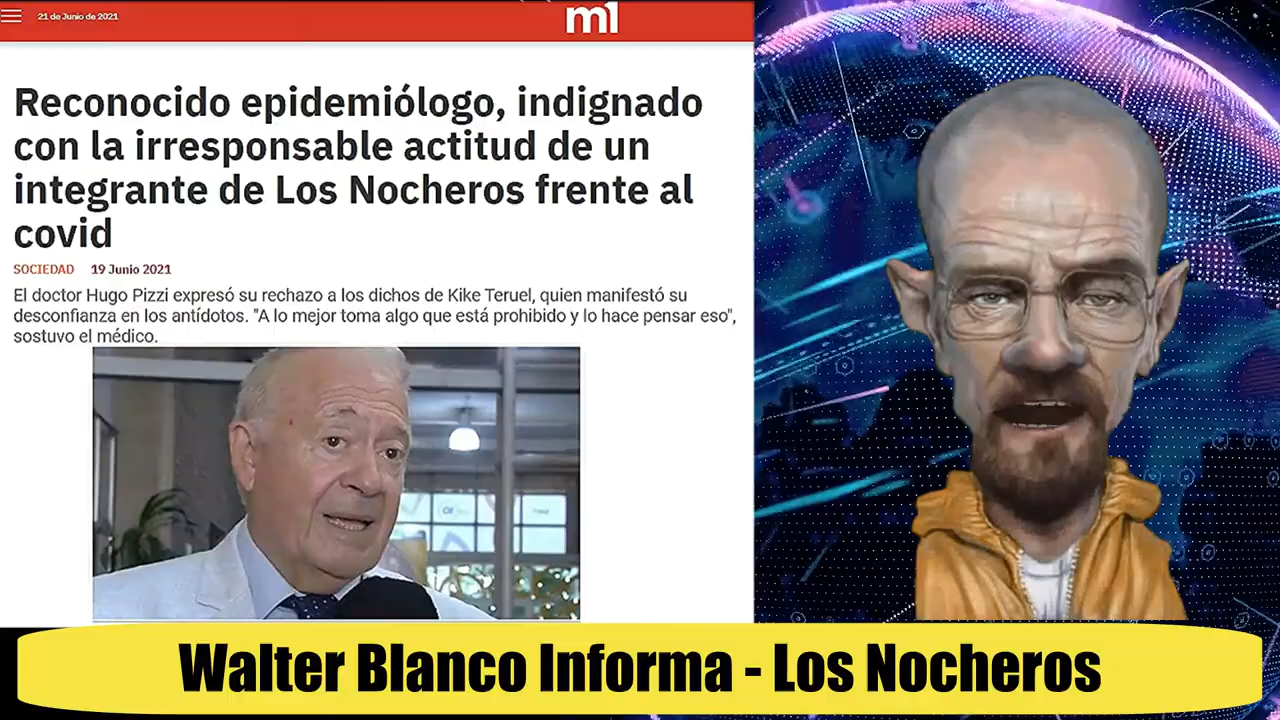 21 de Junio de 2021
m1
Reconocido epidemiólogo, indignado
con la irresponsable actitud de un
integrante de Los Nocheros frente al
covid
SOCIEDAD 19 Junio 2021
El doctor Hugo Pizzi expresó su rechazo a los dichos de Kike Teruel, quien manifestó su
desconfianza en los antídotos. "A lo mejor toma algo que está prohibido y lo hace pensar eso",
sostuvo el médico.
Walter Blanco Informa - Los Nocheros